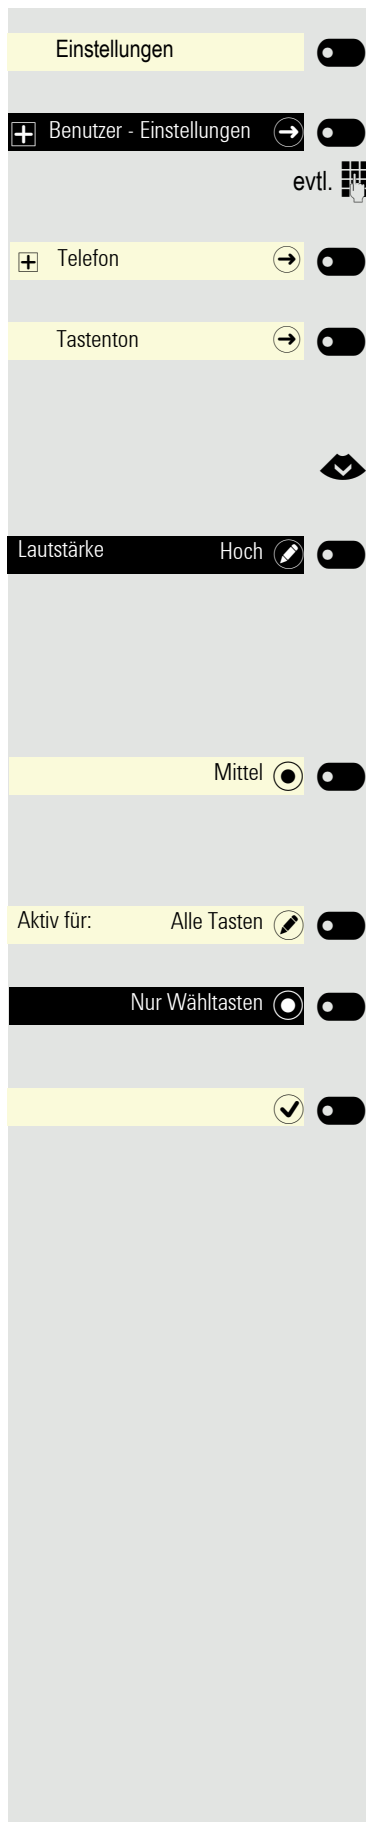 Einstellungen
Benutzer - Einstellungen
evtl.
Telefon
Tastenton
Lautstärke Hoch
Mittel
Aktiv für: Alle Tasten
Nur Wähltasten